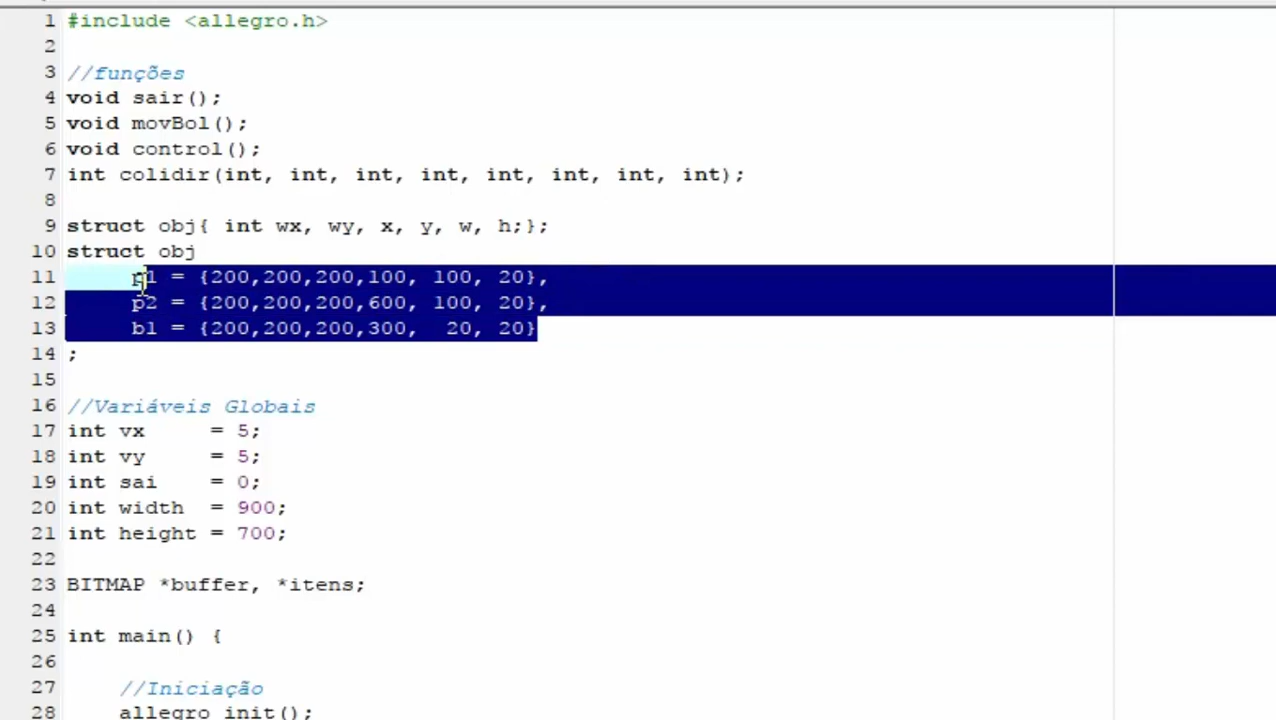 1 #include <allegro.h>
2
3 //funções
4 void sair();
5 void movBol();
6 void control();
7 int colidir(int, int, int, int, int, int, int, int);
8
9 struct obj{ int wx, wy, x, y, w, h;};
10 struct obj
11 p1 = {200,200,200,100, 100, 20},
12 p2 = {200,200,200,600, 100, 20},
13 b1 = {200,200,200,300, 20, 20}
14 ;
15
16 //Variáveis Globais
17 int vx = 5;
18 int vy = 5;
19 int sai = 0;
20 int width = 900;
21 int height = 700;
22
23 BITMAP *buffer, *itens;
24
25 int main() {
26
27 //Iniciação
28 allegro_init();